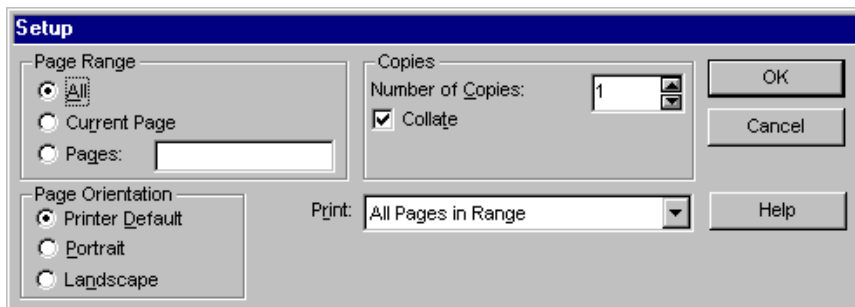 Setup
Page Range
All
Current Page
Pages:
Copies
Number of Copies: 1
Collate
OK
Cancel
Page Orientation
Printer Default
Portrait
Landscape
Print: All Pages in Range
Help